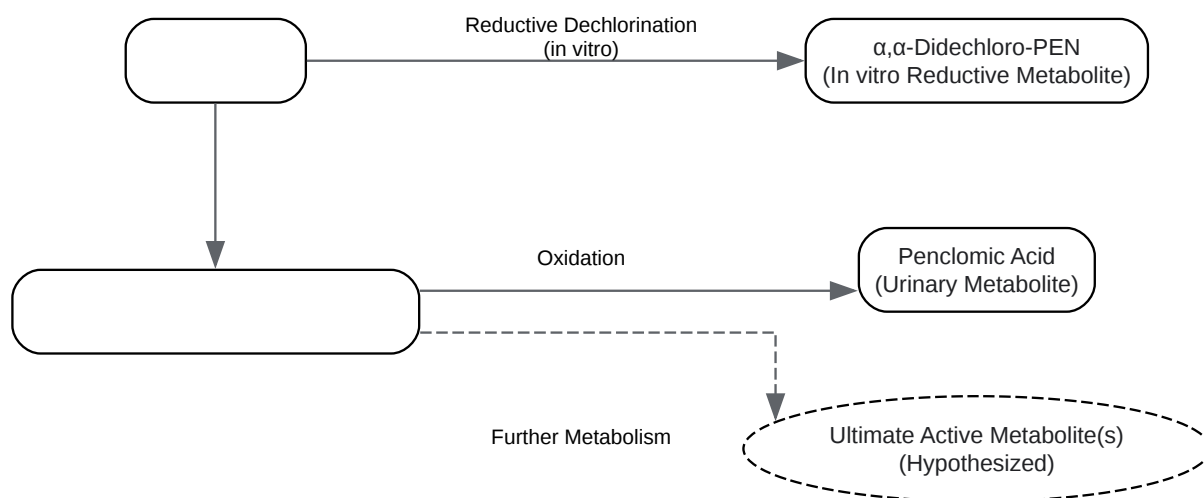 Reductive Dechlorination
(in vitro)
α,α-Didechloro-PEN
(In vitro Reductive Metabolite)
Oxidation
Penclomic Acid
(Urinary Metabolite)
Further Metabolism
Ultimate Active Metabolite(s)
(Hypothesized)